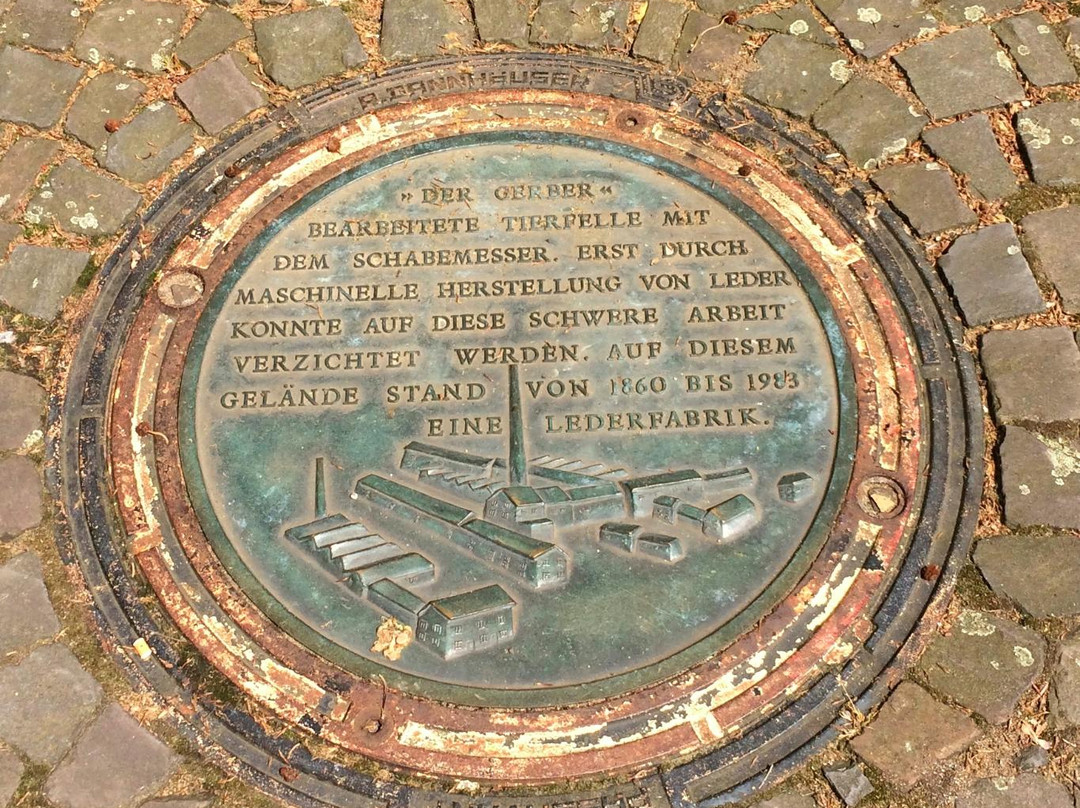 A. DANNHÄUSER
»DER GERBER«
BEARBEITETE TIERFELLE MIT
DEM SCHABEMESSER. ERST DURCH
MASCHINELLE HERSTELLUNG VON LEDER
KONNTE AUF DIESE SCHWERE ARBEIT
VERZICHTET WERDEN. AUF DIESEM
GELÄNDE STAND VON 1860 BIS 1983
EINE LEDERFABRIK.